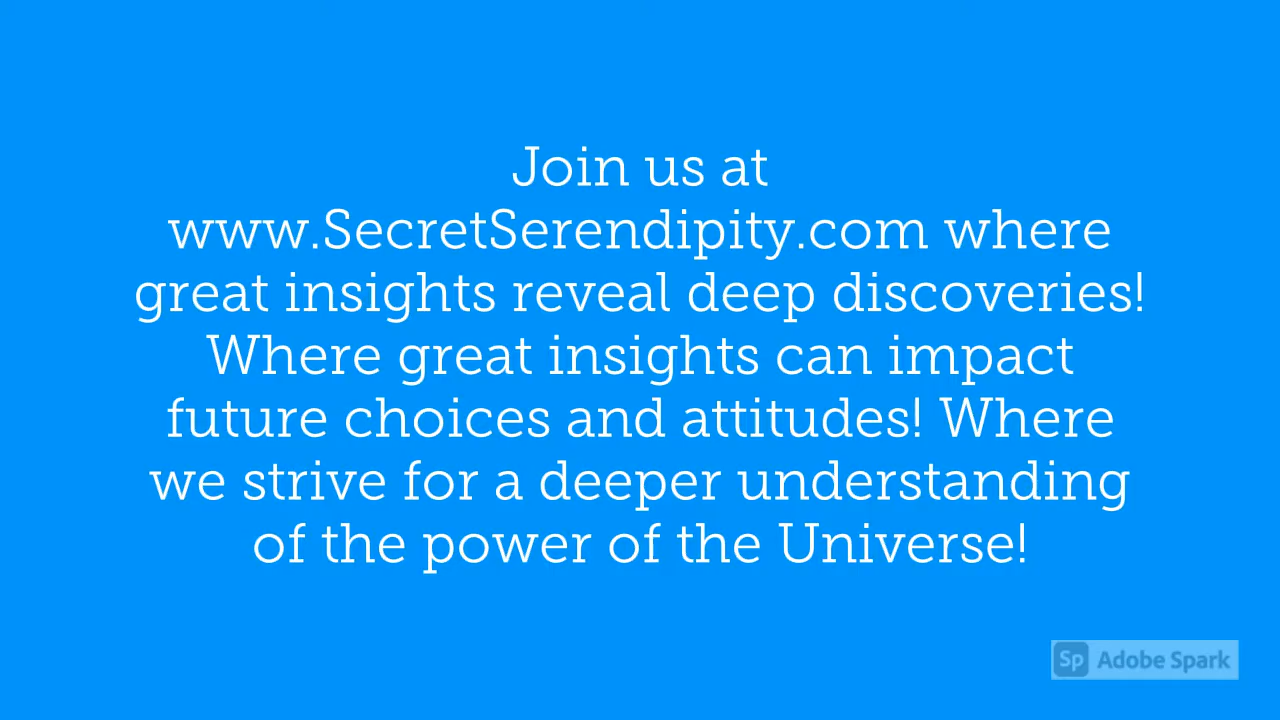 Join us at
www.SecretSerendipity.com where
great insights reveal deep discoveries!
Where great insights can impact
future choices and attitudes! Where
we strive for a deeper understanding
of the power of the Universe!
Sp Adobe Spark